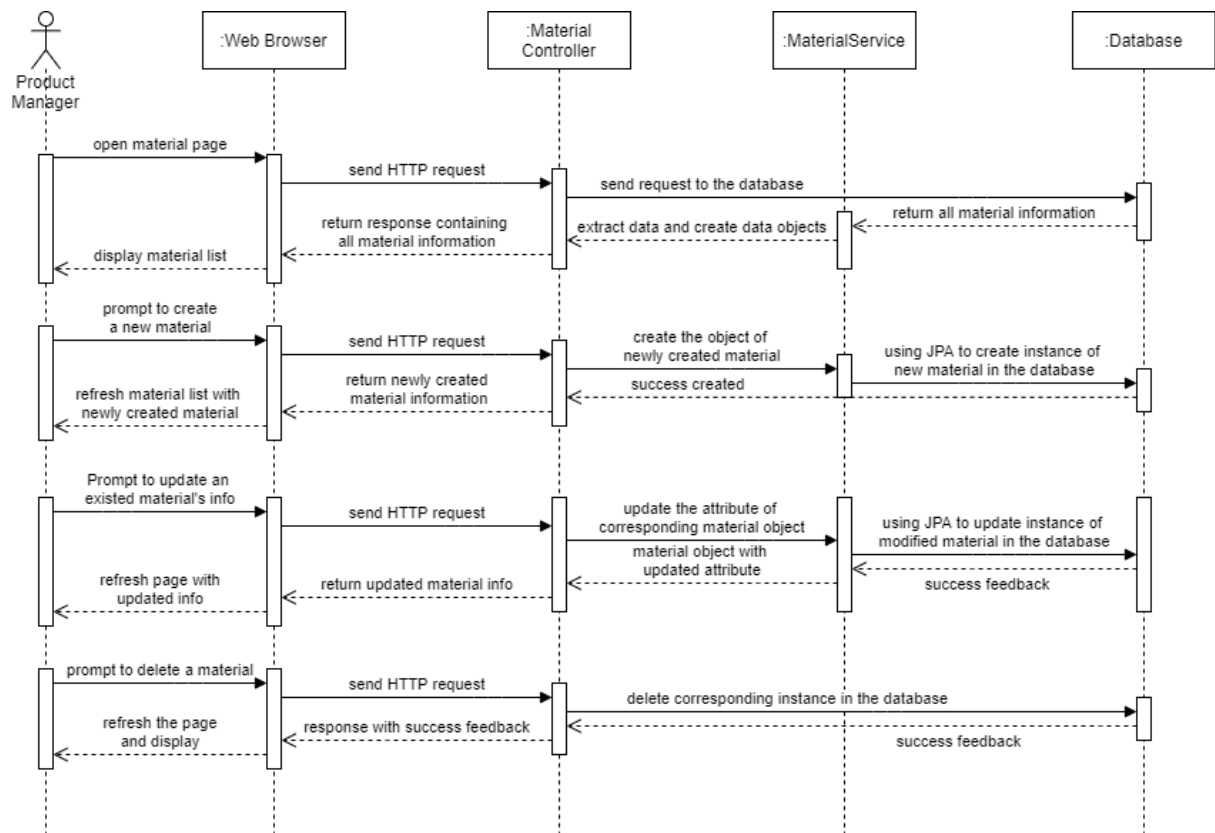 Product
Manager
:Web Browser
:Material
Controller
:MaterialService
:Database
open material page
send HTTP request
send request to the database
return all material information
extract data and create data objects
return response containing
all material information
display material list
prompt to create
a new material
send HTTP request
create the object of
newly created material
using JPA to create instance of
new material in the database
success created
return newly created
material information
refresh material list with
newly created material
Prompt to update an
existed material's info
send HTTP request
update the attribute of
corresponding material object
using JPA to update instance of
modified material in the database
success feedback
material object with
updated attribute
return updated material info
refresh page with
updated info
prompt to delete a material
send HTTP request
delete corresponding instance in the database
success feedback
response with success feedback
refresh the page
and display